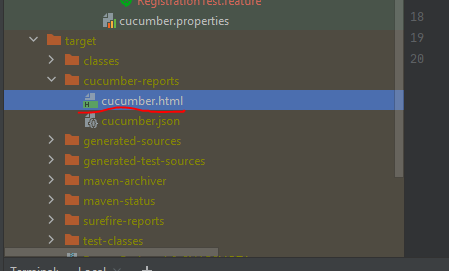 RegistrationTest.feature
cucumber.properties
target
classes
cucumber-reports
cucumber.html
cucumber.json
generated-sources
generated-test-sources
maven-archiver
maven-status
surefire-reports
test-classes
18
19
20